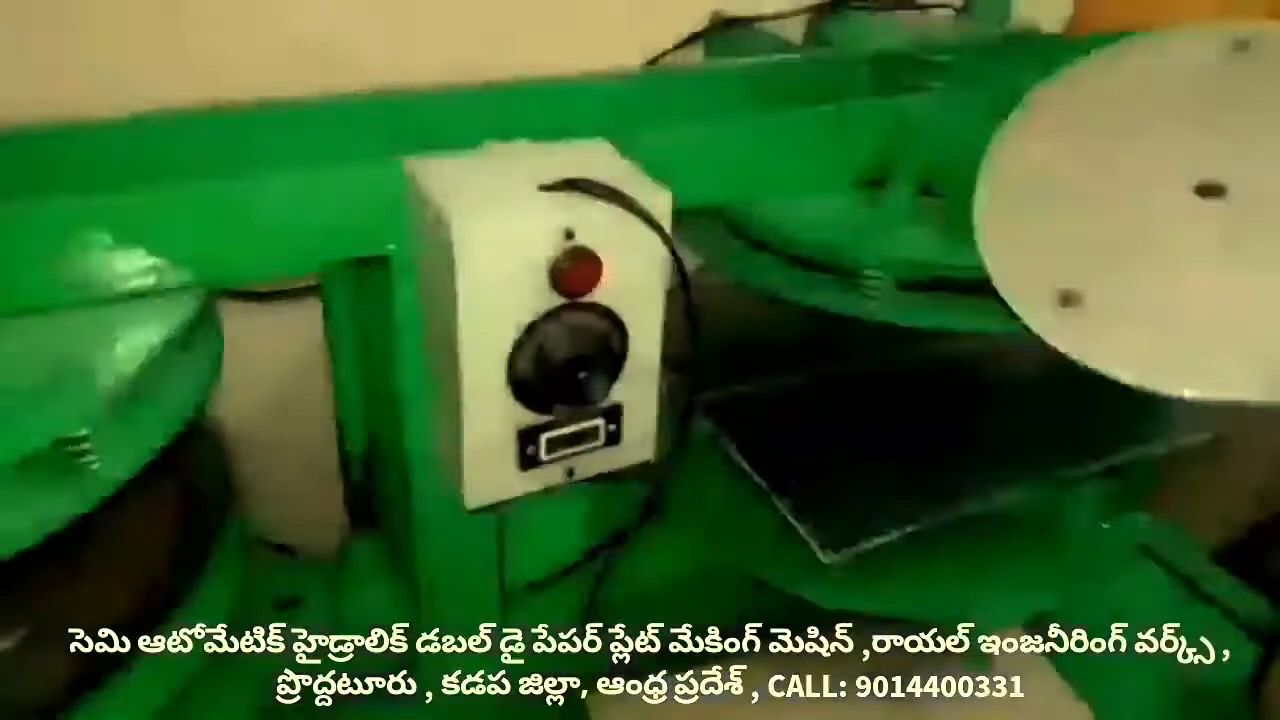 సెమి ఆటోమేటిక్ హైడ్రాలిక్ డబల్ డై పేపర్ ప్లేట్ మేకింగ్ మెషిన్ ,రాయల్ ఇంజనీరింగ్ వర్క్స్ ,
ప్రొద్దటూరు , కడప జిల్లా, ఆంధ్ర ప్రదేశ్ , CALL: 9014400331